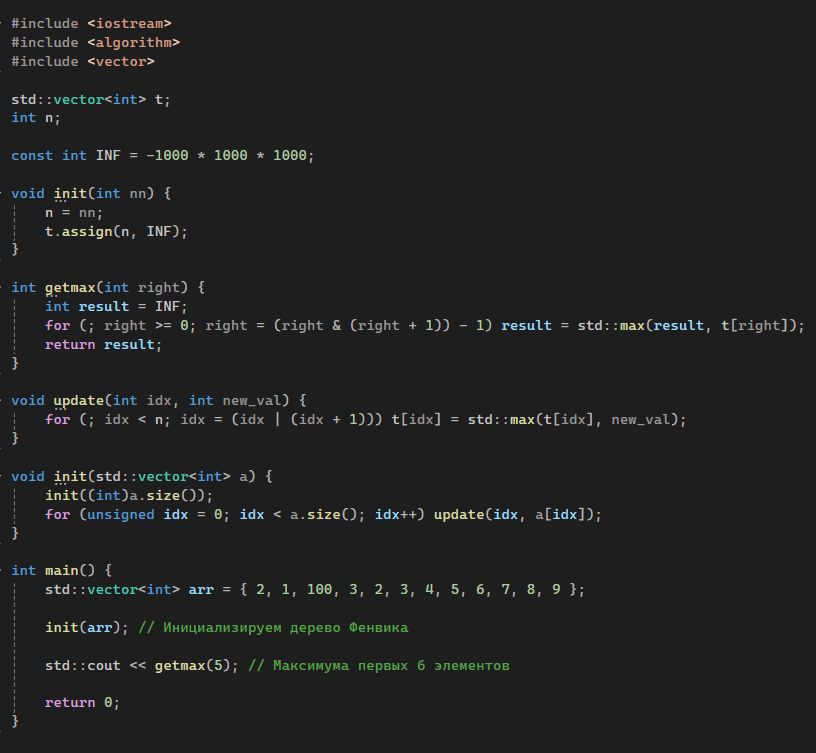 #include <iostream>
#include <algorithm>
#include <vector>
std::vector<int> t;
int n;
const int INF = -1000 * 1000 * 1000;
void init(int nn) {
n = nn;
t.assign(n, INF);
}
int getmax(int right) {
int result = INF;
for (; right >= 0; right = (right & (right + 1)) - 1) result = std::max(result, t[right]);
return result;
}
void update(int idx, int new_val) {
for (; idx < n; idx = (idx | (idx + 1))) t[idx] = std::max(t[idx], new_val);
}
void init(std::vector<int> a) {
init((int)a.size());
for (unsigned idx = 0; idx < a.size(); idx++) update(idx, a[idx]);
}
int main() {
std::vector<int> arr = { 2, 1, 100, 3, 2, 3, 4, 5, 6, 7, 8, 9 };
init(arr); // Инициализируем дерево Фенвика
std::cout << getmax(5); // Максимума первых 6 элементов
return 0;
}